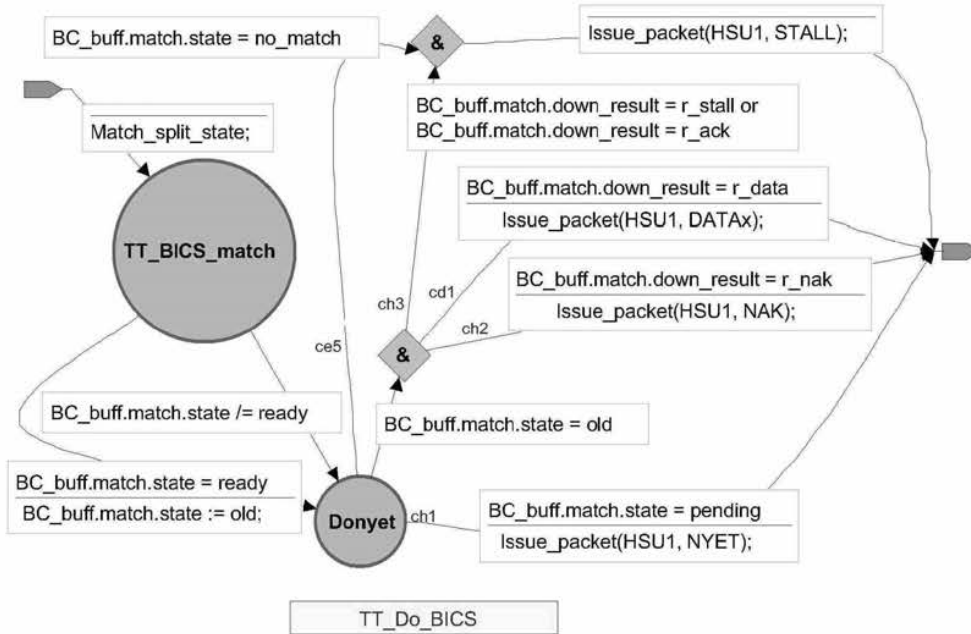 BC_buff.match.state = no_match
&
Issue_packet(HSU1, STALL);
Match_split_state;
BC_buff.match.down_result = r_stall or
BC_buff.match.down_result = r_ack
TT_BICS_match
BC_buff.match.down_result = r_data
Issue_packet(HSU1, DATAx);
BC_buff.match.down_result = r_nak
Issue_packet(HSU1, NAK);
ch3
cd1
ch2
ce5
&
BC_buff.match.state /= ready
BC_buff.match.state = old
BC_buff.match.state = ready
BC_buff.match.state := old;
Donyet
ch1
BC_buff.match.state = pending
Issue_packet(HSU1, NYET);
TT_Do_BICS